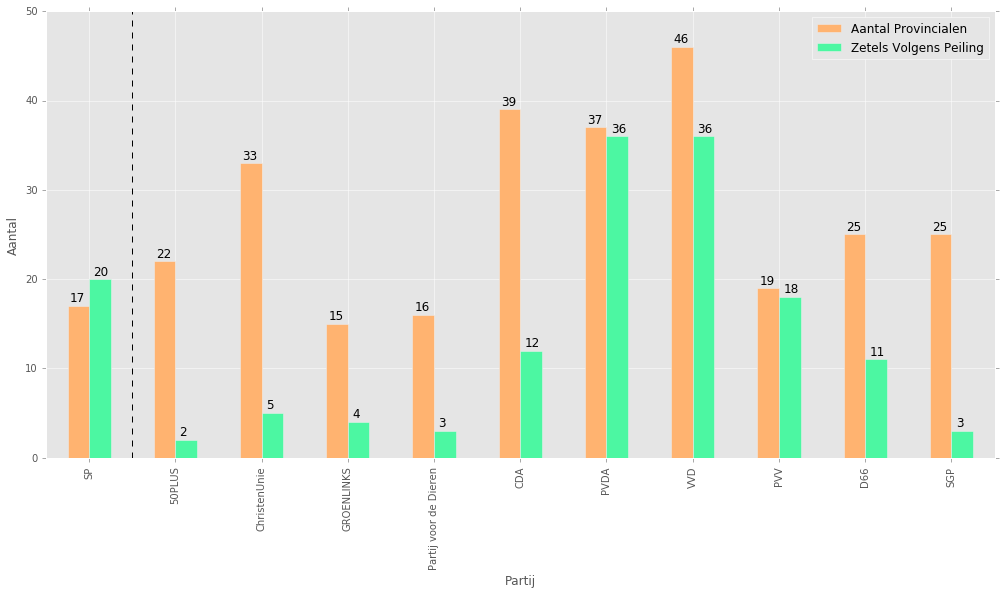 50
40
30
20
10
0
Aantal
Aantal Provincialen
Zetels Volgens Peiling
17
20
22
2
33
5
15
4
16
3
39
12
37
36
46
36
19
18
25
11
25
3
SP
50PLUS
ChristenUnie
GROENLINKS
Partij voor de Dieren
CDA
PVDA
VVD
PVV
D66
SGP
Partij